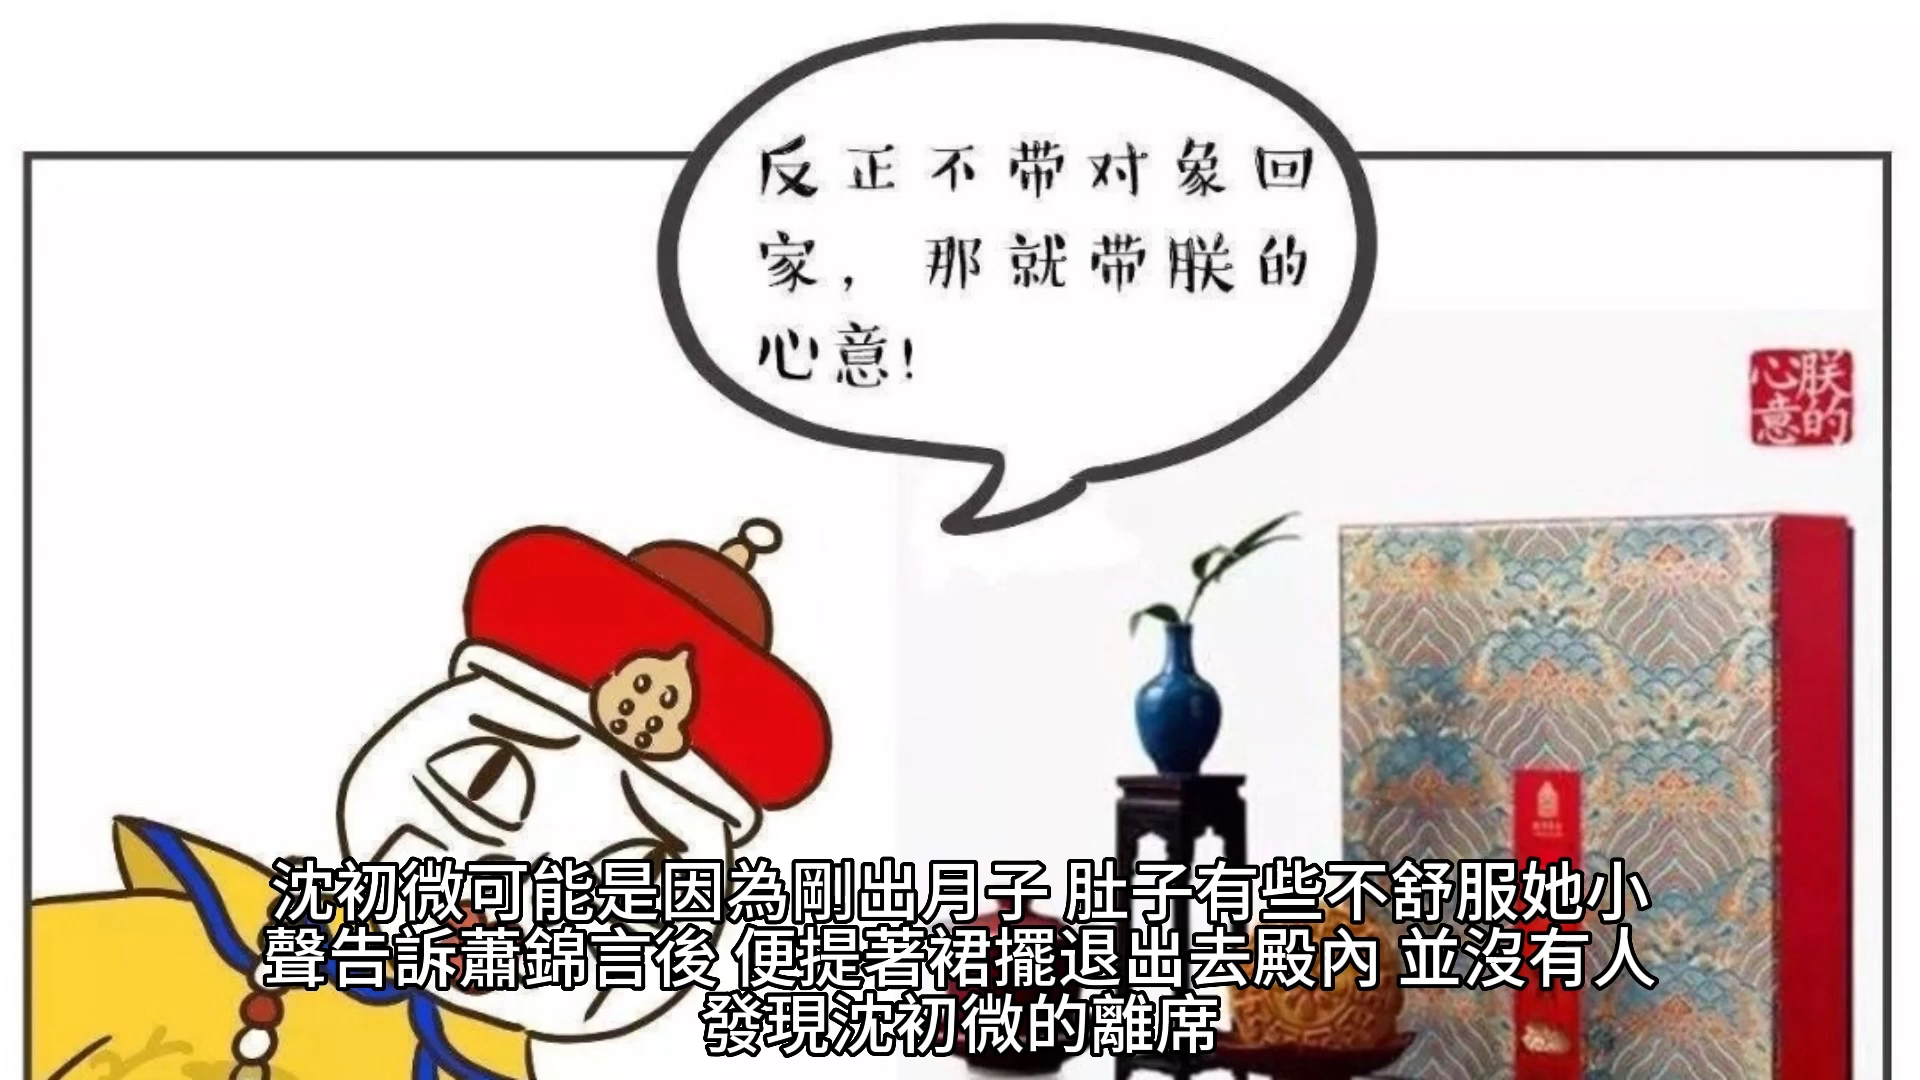 反正不带对象回
家，那就带朕的
心意!
朕的
心意
沈初微可能是因為剛出月子 肚子有些不舒服她小
聲告訴蕭錦言後 便提著裙擺退出去殿內 並沒有人
發現沈初微的離席